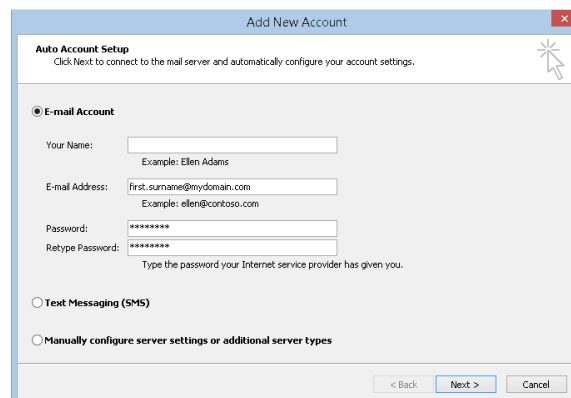 Add New Account
Auto Account Setup
Click Next to connect to the mail server and automatically configure your account settings.
E-mail Account
Your Name:
Example: Ellen Adams
E-mail Address: first.surname@mydomain.com
Example: ellen@contoso.com
Password: ********
Retype Password: ********
Type the password your Internet service provider has given you.
Text Messaging (SMS)
Manually configure server settings or additional server types
< Back Next > Cancel